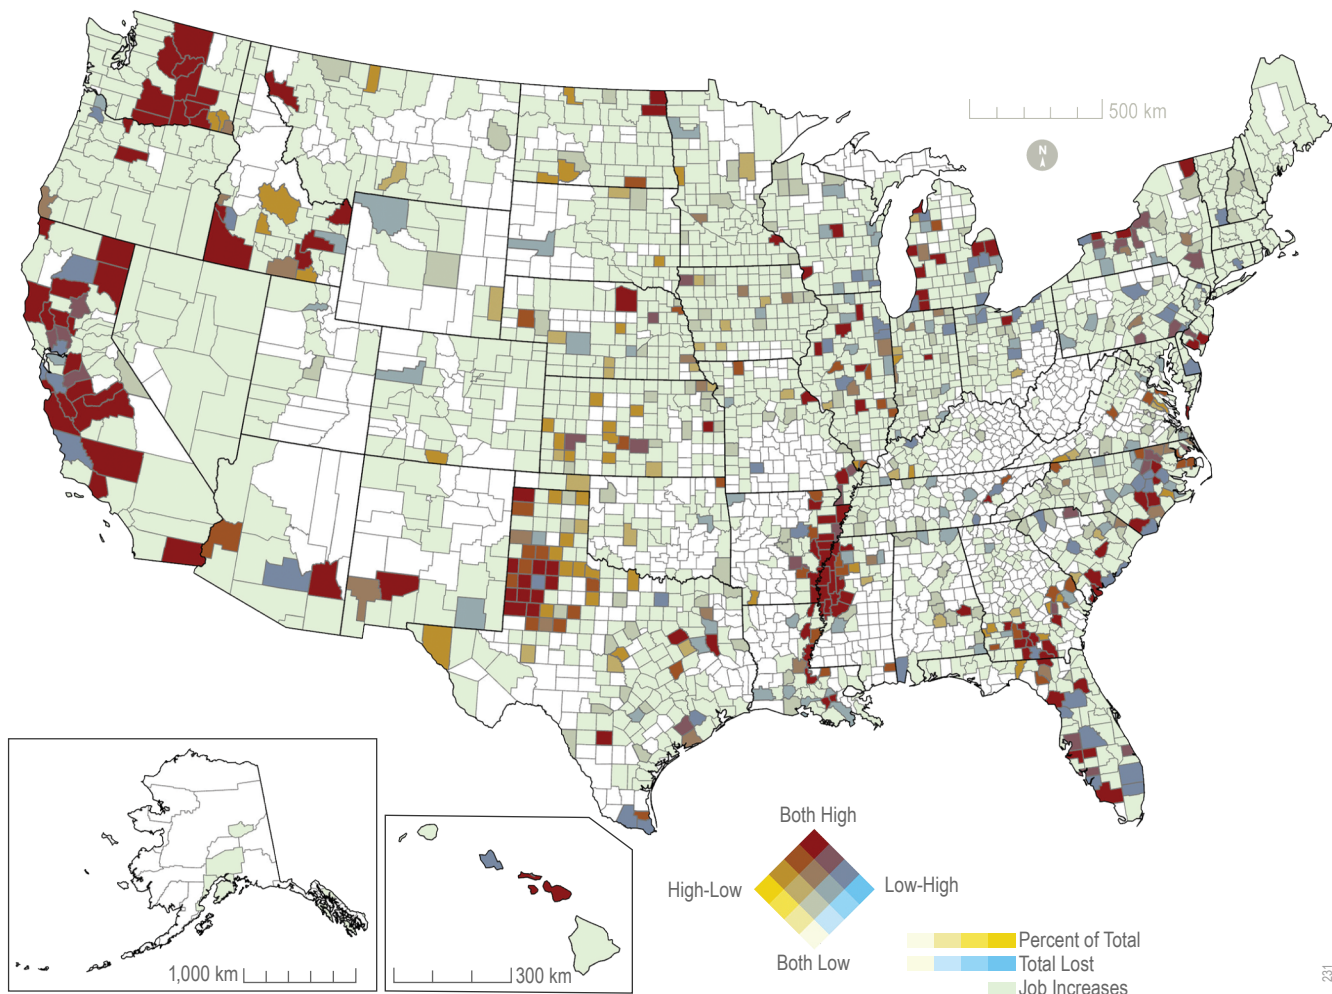 500 km
N
1,000 km
300 km
Both High
High-Low
Low-High
Both Low
Percent of Total
Total Lost
Job Increases
231